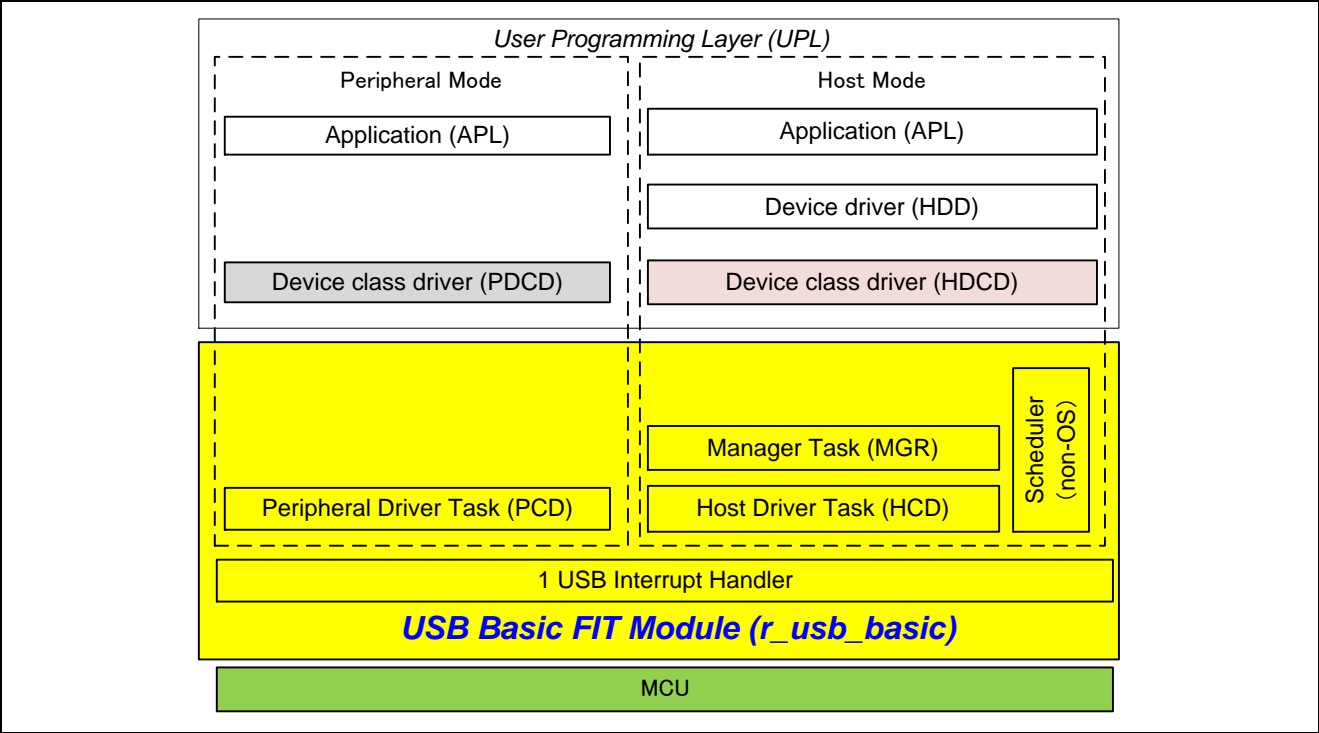 User Programming Layer (UPL)
Peripheral Mode
Host Mode
Application (APL)
Application (APL)
Device driver (HDD)
Device class driver (PDCD)
Device class driver (HDCD)
Scheduler
（non-OS）
Manager Task (MGR)
Peripheral Driver Task (PCD)
Host Driver Task (HCD)
1 USB Interrupt Handler
USB Basic FIT Module (r_usb_basic)
MCU